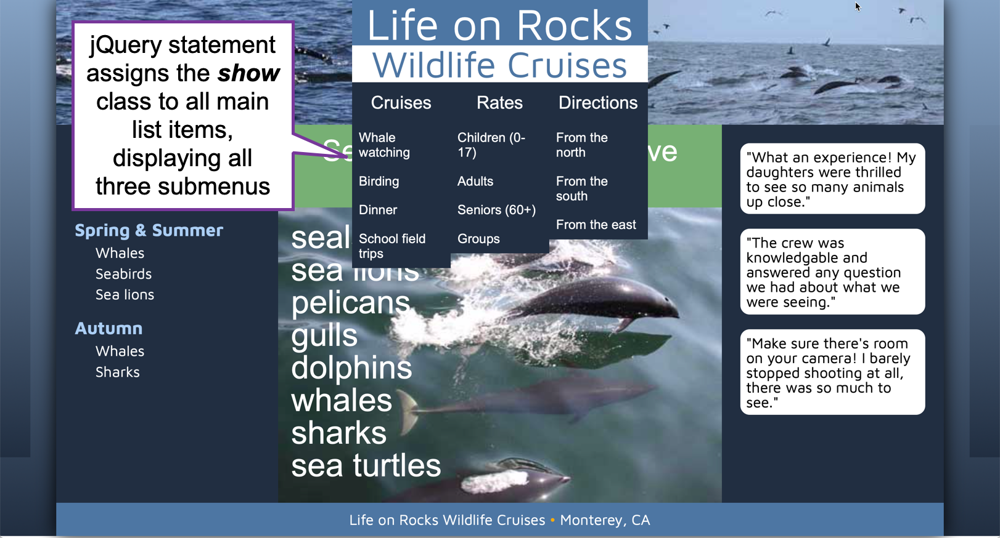 jQuery statement
assigns the show
class to all main
list items,
displaying all
three submenus
Life on Rocks
Wildlife Cruises
Cruises
Whale
watching
Birding
Dinner
School field
trips
Rates
Children (0-
17)
Adults
Seniors (60+)
Groups
Directions
From the
north
From the
south
From the east
Spring & Summer
Whales
Seabirds
Sea lions
Autumn
Whales
Sharks
seals
sea lions
pelicans
gulls
dolphins
whales
sharks
sea turtles
"What an experience! My
daughters were thrilled
to see so many animals
up close."
"The crew was
knowledgable and
answered any question
we had about what we
were seeing."
"Make sure there's room
on your camera! I barely
stopped shooting at all,
there was so much to
see."
Life on Rocks Wildlife Cruises • Monterey, CA